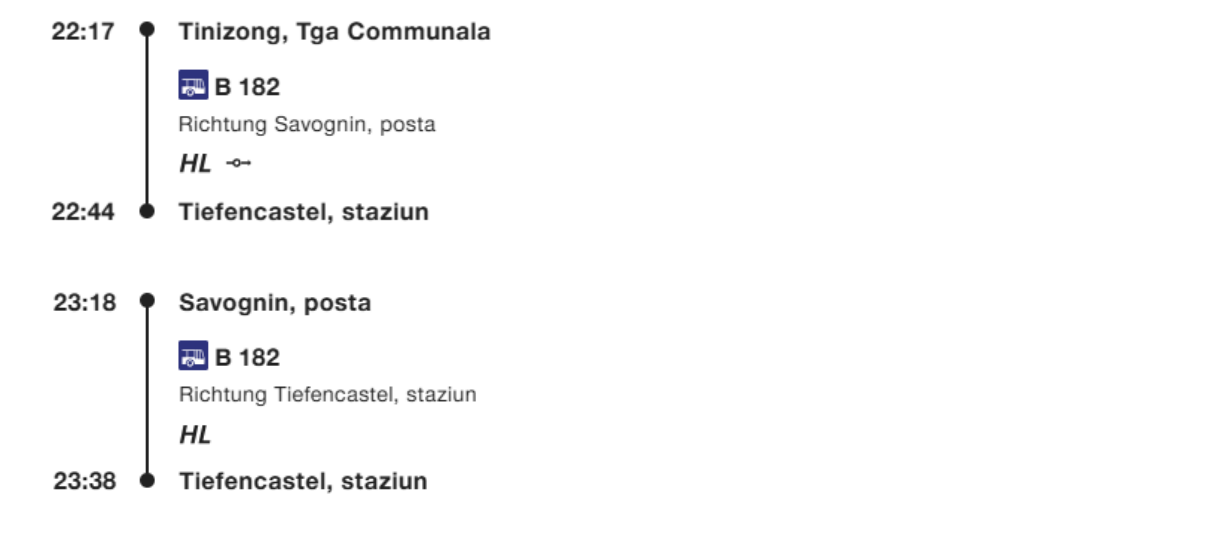 22:17 Tinizong, Tga Communala
B 182
Richtung Savognin, posta
HL
22:44 Tiefencastel, staziun
23:18 Savognin, posta
B 182
Richtung Tiefencastel, staziun
HL
23:38 Tiefencastel, staziun